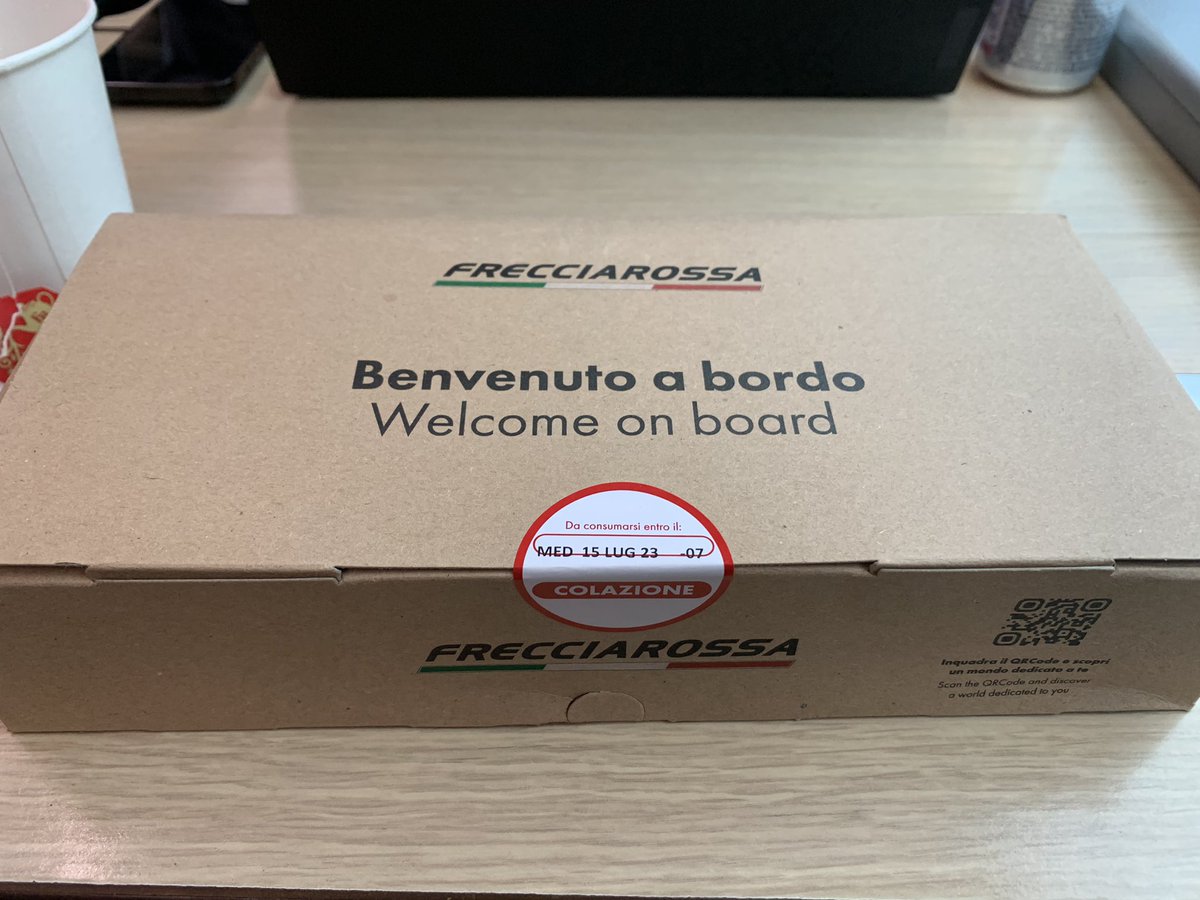 FRECCIAROSSA
Benvenuto a bordo
Welcome on board
Da consumarsi entro il:
MED 15 LUG 23 -07
COLAZIONE
FRECCIAROSSA
Inquadra il QRCode e scopri
un mondo dedicato a te
Scan the QRCode and discover
a world dedicated to you